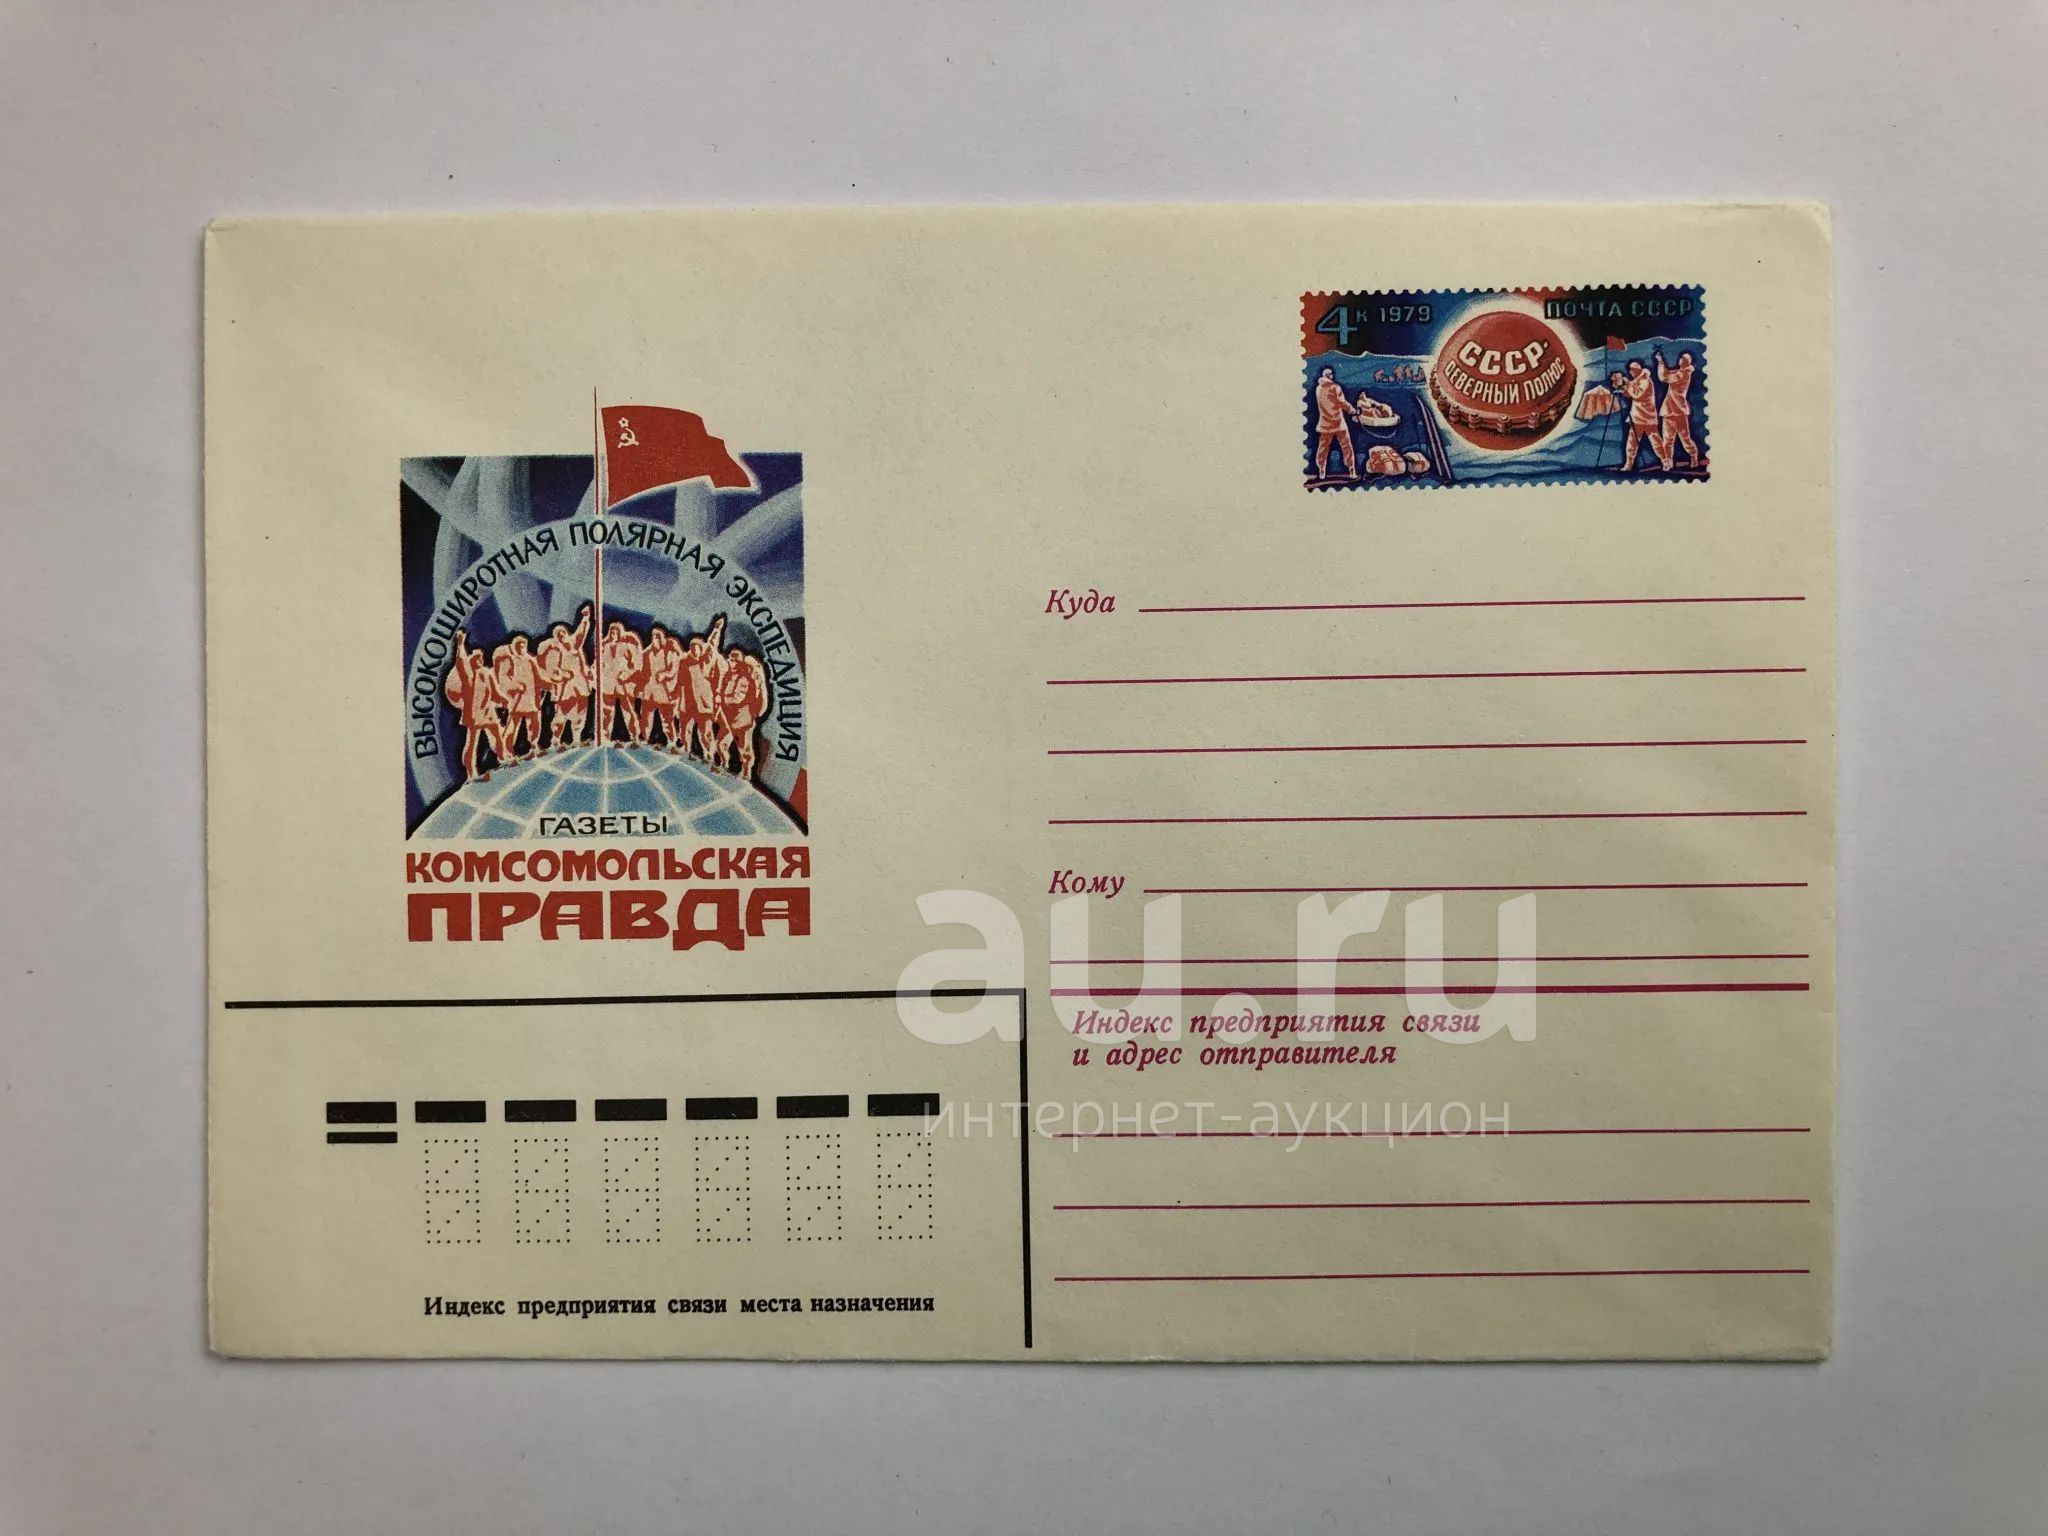 4к 1979 ПОЧТА СССР
СССР-
СЕВЕРНЫЙ ПОЛЮС
ВЫСОКОШИРОТНАЯ ПОЛЯРНАЯ ЭКСПЕДИЦИЯ
ГАЗЕТЫ
КОМСОМОЛЬСКАЯ
ПРАВДА
Куда
Кому
au.ru
Индекс предприятия связи
и адрес отправителя
интернет-аукцион
Индекс предприятия связи места назначения